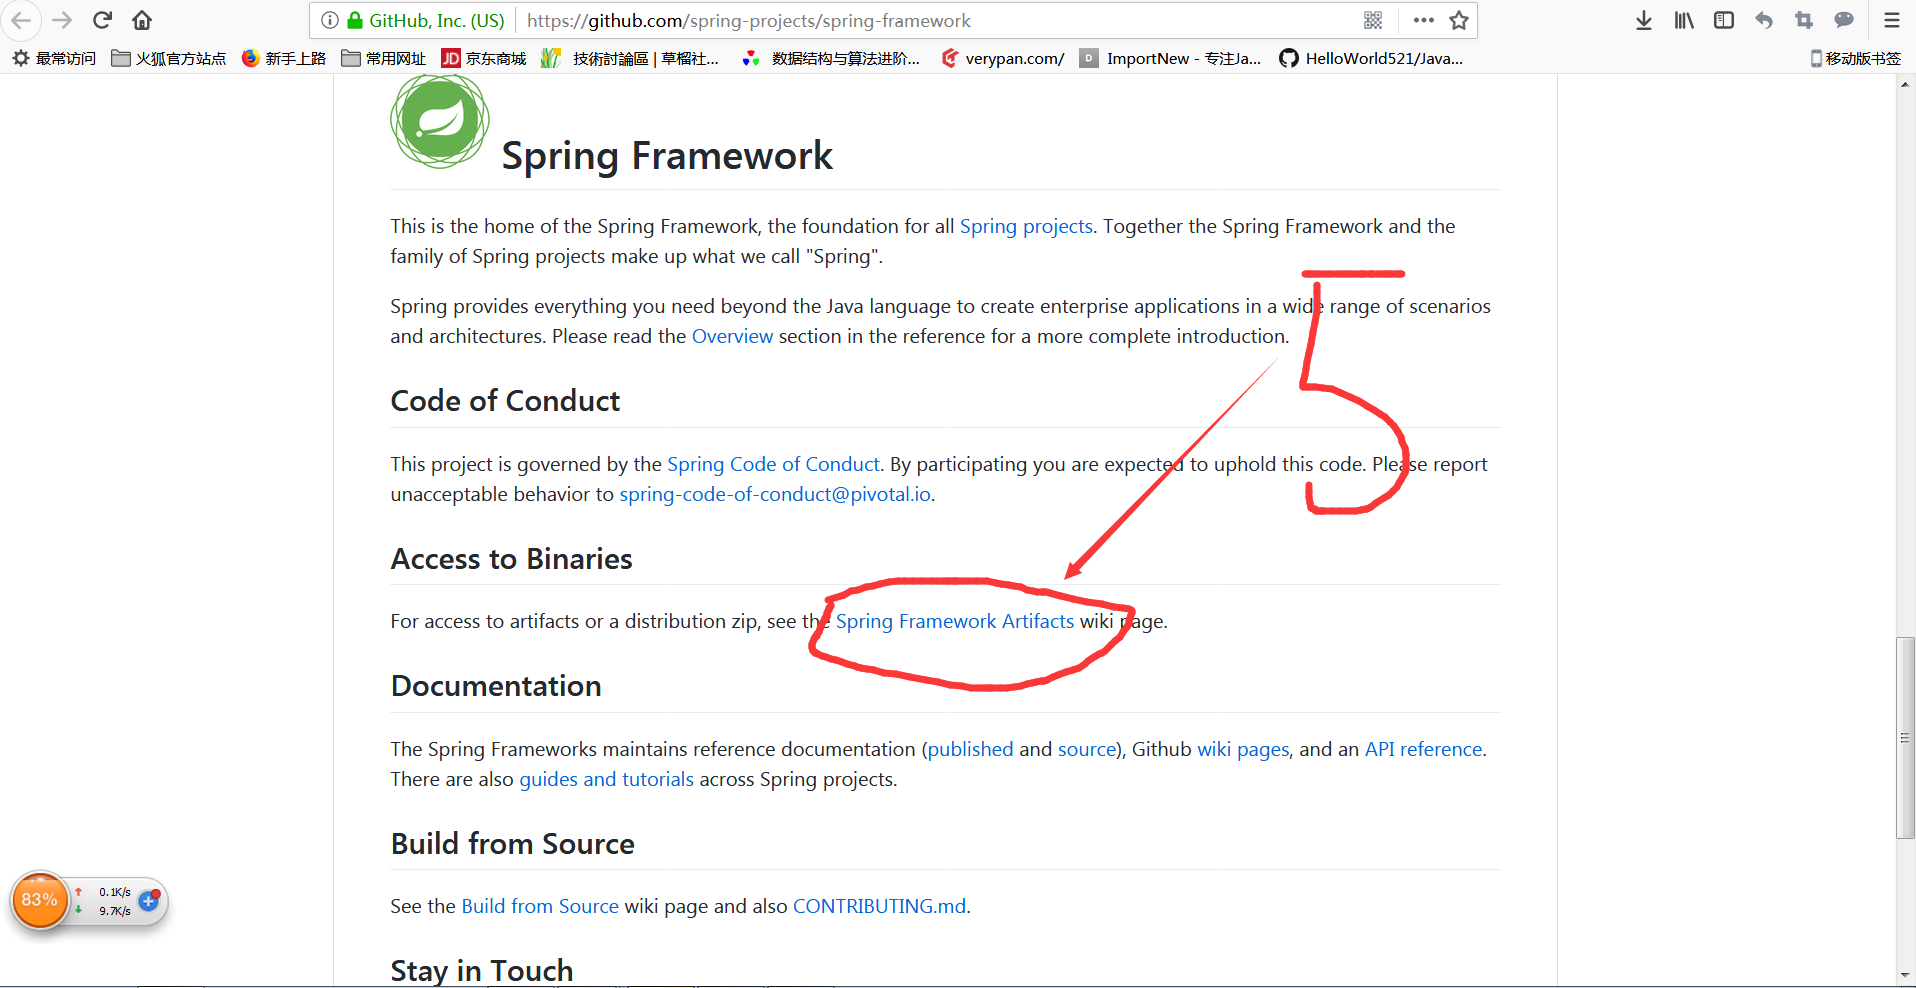 GitHub, Inc. (US) https://github.com/spring-projects/spring-framework
最常访问 火狐官方站点 新手上路 常用网址 JD 京东商城 技術討論區 | 草榴社... 数据结构与算法进阶... verypan.com/ D ImportNew - 专注Ja... HelloWorld521/Java... 移动版书签
Spring Framework
This is the home of the Spring Framework, the foundation for all Spring projects. Together the Spring Framework and the
family of Spring projects make up what we call "Spring".
Spring provides everything you need beyond the Java language to create enterprise applications in a wide range of scenarios
and architectures. Please read the Overview section in the reference for a more complete introduction.
5
Code of Conduct
This project is governed by the Spring Code of Conduct. By participating you are expected to uphold this code. Please report
unacceptable behavior to spring-code-of-conduct@pivotal.io.
Access to Binaries
For access to artifacts or a distribution zip, see the Spring Framework Artifacts wiki page.
Documentation
The Spring Frameworks maintains reference documentation (published and source), Github wiki pages, and an API reference.
There are also guides and tutorials across Spring projects.
Build from Source
See the Build from Source wiki page and also CONTRIBUTING.md.
83% 0.1K/s
9.7K/s
Stay in Touch